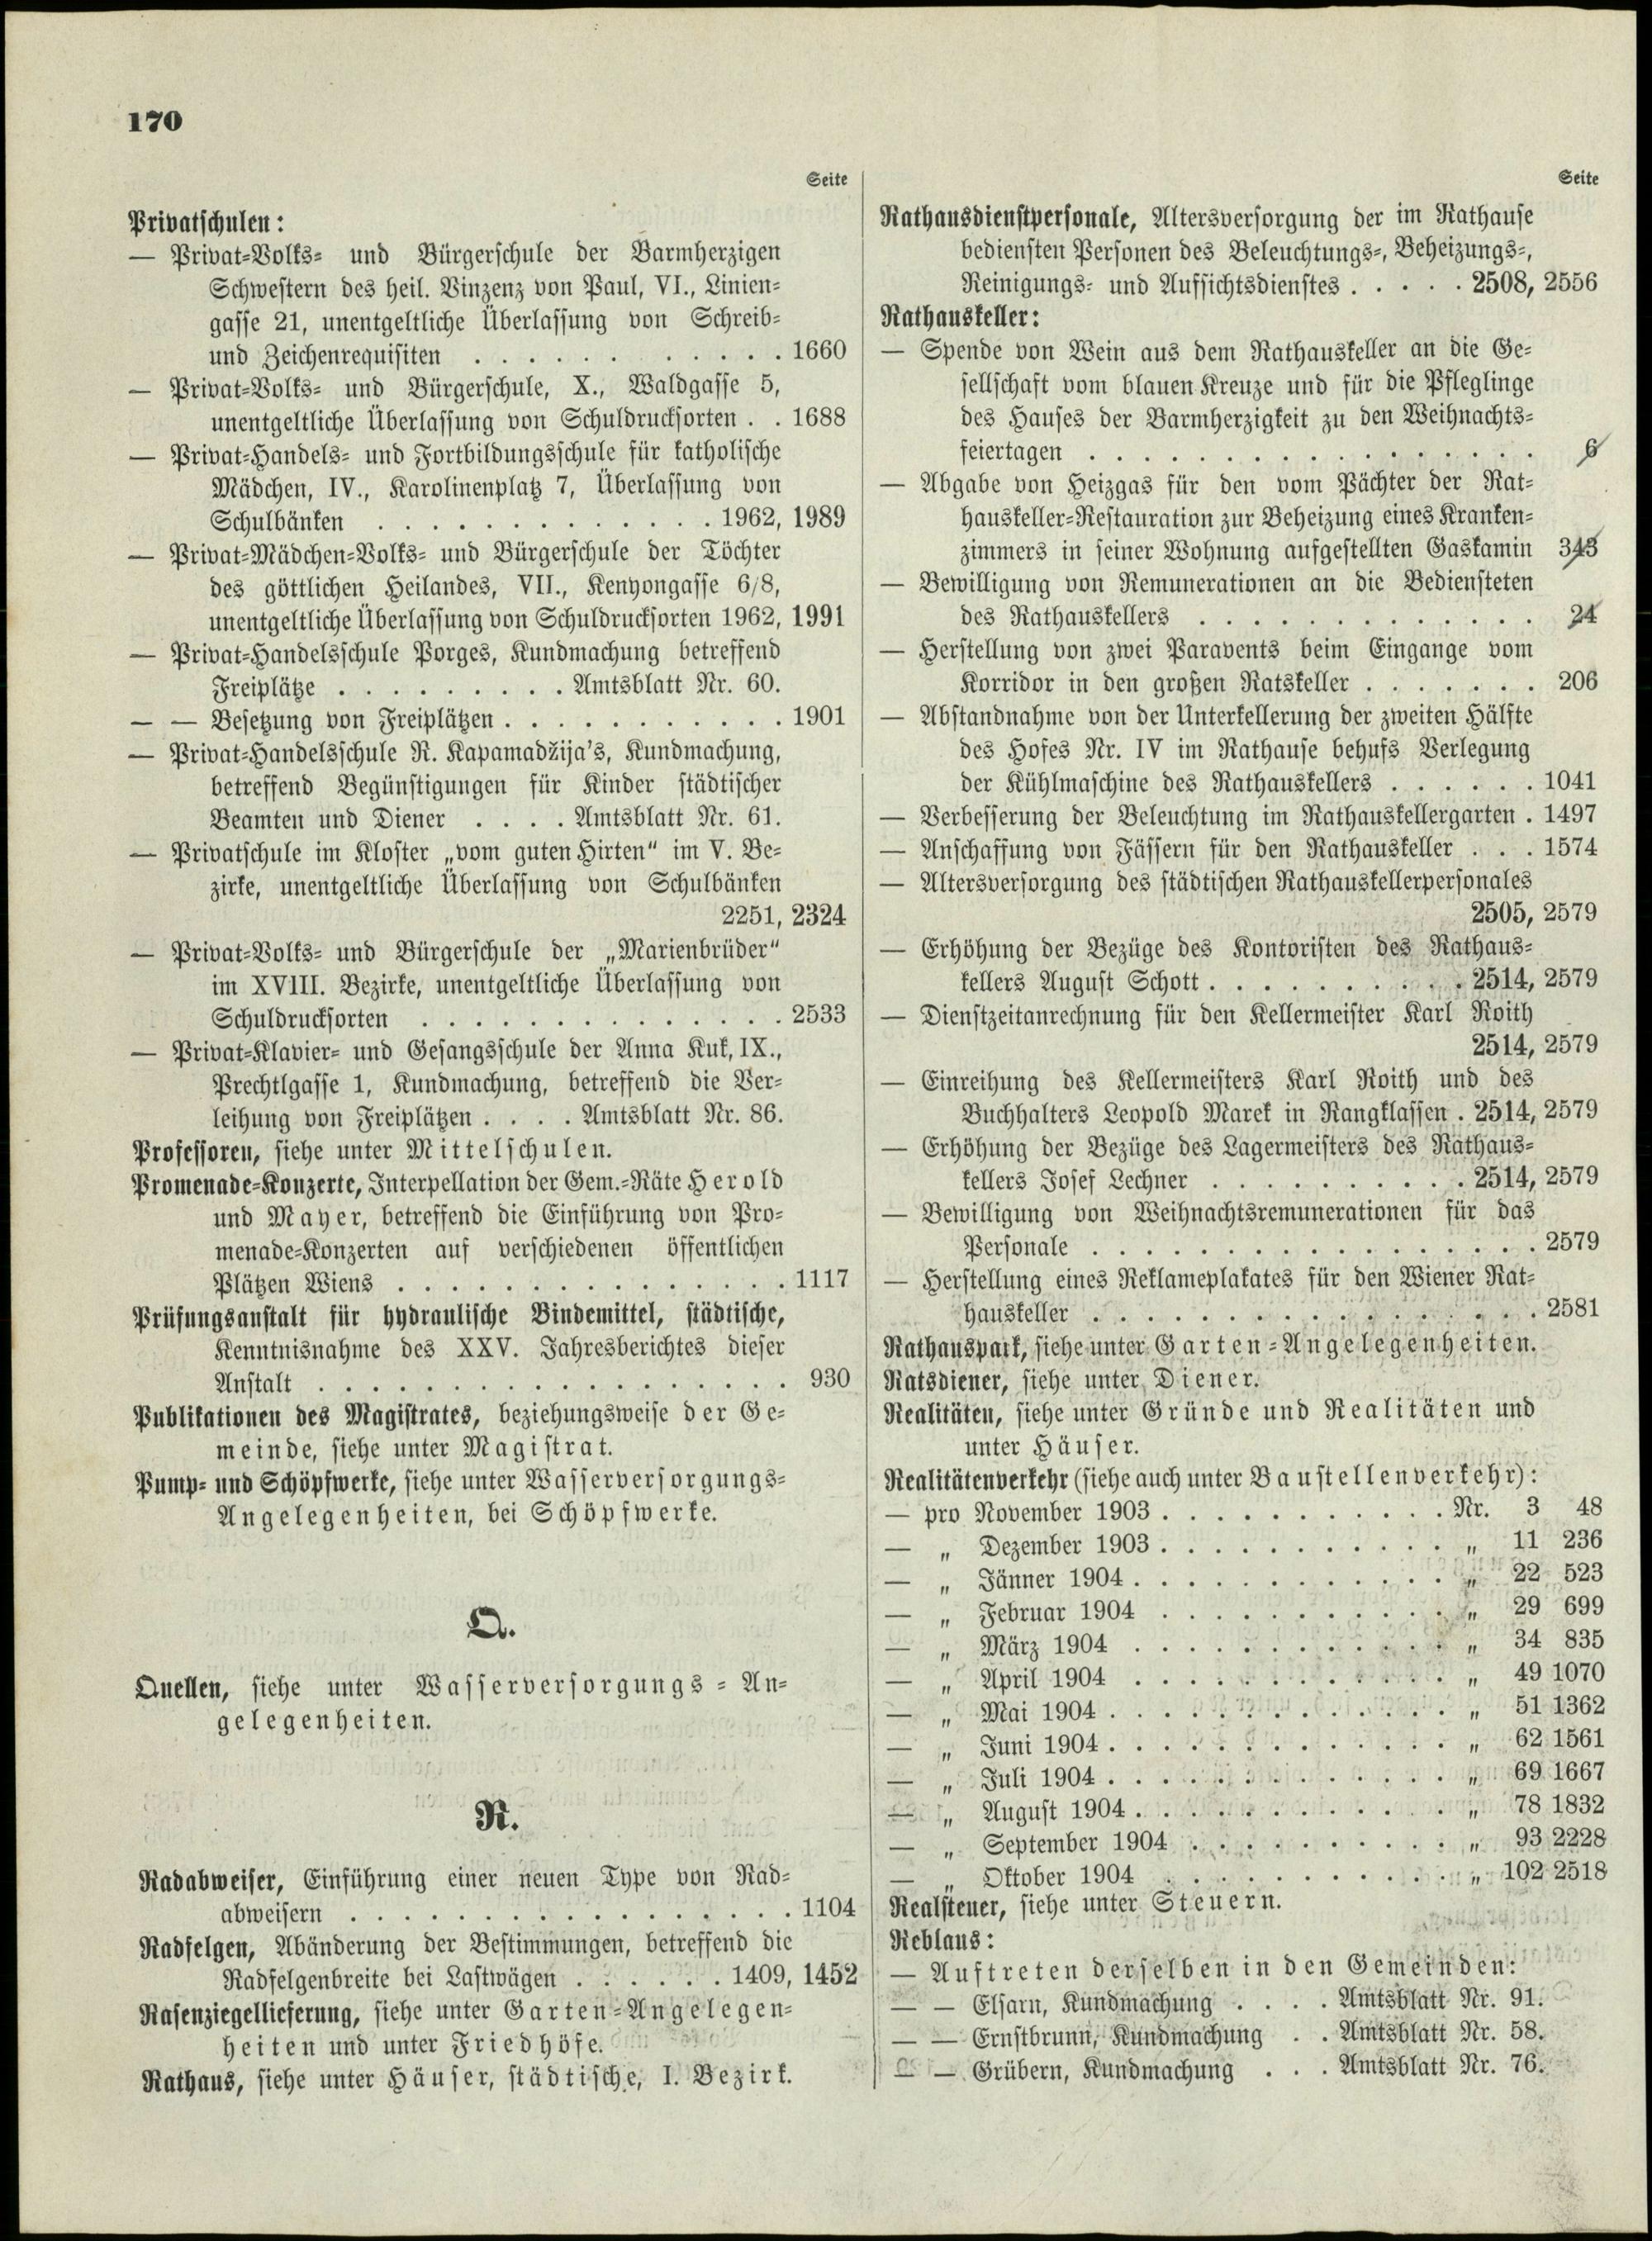 170
Seite
Privatschulen:
— Privat-Volks- und Bürgerschule der Barmherzigen
Schwestern des heil. Vinzenz von Paul, VI., Linien-
gasse 21, unentgeltliche Überlassung von Schreib-
und Zeichenrequisiten . . . . . . . . . . . 1660
— Privat-Volks- und Bürgerschule, X., Waldgasse 5,
unentgeltliche Überlassung von Schuldrucksorten . . 1688
— Privat-Handels- und Fortbildungsschule für katholische
Mädchen, IV., Karolinenplatz 7, Überlassung von
Schulbänken . . . . . . . . . . . . . 1962, 1989
— Privat-Mädchen-Volks- und Bürgerschule der Töchter
des göttlichen Heilandes, VII., Kenyongasse 6/8,
unentgeltliche Überlassung von Schuldrucksorten 1962, 1991
— Privat-Handelsschule Porges, Kundmachung betreffend
Freiplätze . . . . . . . . . Amtsblatt Nr. 60.
— — Besetzung von Freiplätzen . . . . . . . . . . . 1901
— Privat-Handelsschule R. Kapamadžija's, Kundmachung,
betreffend Begünstigungen für Kinder städtischer
Beamten und Diener . . . . Amtsblatt Nr. 61.
— Privatschule im Kloster „vom guten Hirten" im V. Be-
zirke, unentgeltliche Überlassung von Schulbänken
2251, 2324
— Privat-Volks- und Bürgerschule der „Marienbrüder"
im XVIII. Bezirke, unentgeltliche Überlassung von
Schuldrucksorten . . . . . . . . . . . . . . 2533
— Privat-Klavier- und Gesangsschule der Anna Kuk, IX.,
Prechtlgasse 1, Kundmachung, betreffend die Ver-
leihung von Freiplätzen . . . . Amtsblatt Nr. 86.
Professoren, siehe unter Mittelschulen.
Promenade-Konzerte, Interpellation der Gem.-Räte Herold
und Mayer, betreffend die Einführung von Pro-
menade-Konzerten auf verschiedenen öffentlichen
Plätzen Wiens . . . . . . . . . . . . . . . 1117
Prüfungsanstalt für hydraulische Bindemittel, städtische,
Kenntnisnahme des XXV. Jahresberichtes dieser
Anstalt . . . . . . . . . . . . . . . . . . 930
Publikationen des Magistrates, beziehungsweise der Ge-
meinde, siehe unter Magistrat.
Pump- und Schöpfwerke, siehe unter Wasserversorgungs-
Angelegenheiten, bei Schöpfwerke.
Q.
Quellen, siehe unter Wasserversorgungs-An-
gelegenheiten.
R.
Radabweiser, Einführung einer neuen Type von Rad-
abweisern . . . . . . . . . . . . . . . . . 1104
Radfelgen, Abänderung der Bestimmungen, betreffend die
Radfelgenbreite bei Lastwägen . . . . . . 1409, 1452
Rasenziegellieferung, siehe unter Garten-Angelegen-
heiten und unter Friedhöfe.
Rathaus, siehe unter Häuser, städtische, I. Bezirk.
Seite
Rathausdienstpersonale, Altersversorgung der im Rathause
bediensten Personen des Beleuchtungs-, Beheizungs-,
Reinigungs- und Aufsichtsdienstes . . . . . 2508, 2556
Rathauskeller:
— Spende von Wein aus dem Rathauskeller an die Ge-
sellschaft vom blauen Kreuze und für die Pfleglinge
des Hauses der Barmherzigkeit zu den Weihnachts-
feiertagen . . . . . . . . . . . . . . . . . 6
— Abgabe von Heizgas für den vom Pächter der Rat-
hauskeller-Restauration zur Beheizung eines Kranken-
zimmers in seiner Wohnung aufgestellten Gaskamin 343
— Bewilligung von Remunerationen an die Bediensteten
des Rathauskellers . . . . . . . . . . . . . 24
— Herstellung von zwei Paravents beim Eingange vom
Korridor in den großen Ratskeller . . . . . . . 206
— Abstandnahme von der Unterkellerung der zweiten Hälfte
des Hofes Nr. IV im Rathause behufs Verlegung
der Kühlmaschine des Rathauskellers . . . . . . 1041
— Verbesserung der Beleuchtung im Rathauskellergarten . 1497
— Anschaffung von Fässern für den Rathauskeller . . . 1574
— Altersversorgung des städtischen Rathauskellerpersonales
2505, 2579
— Erhöhung der Bezüge des Kontoristen des Rathaus-
kellers August Schott . . . . . . . . . . 2514, 2579
— Dienstzeitanrechnung für den Kellermeister Karl Roith
2514, 2579
— Einreihung des Kellermeisters Karl Roith und des
Buchhalters Leopold Marek in Rangklassen . 2514, 2579
— Erhöhung der Bezüge des Lagermeisters des Rathaus-
kellers Josef Lechner . . . . . . . . . . 2514, 2579
— Bewilligung von Weihnachtsremunerationen für das
Personale . . . . . . . . . . . . . . . . . 2579
— Herstellung eines Reklameplakates für den Wiener Rat-
hauskeller . . . . . . . . . . . . . . . . . 2581
Rathauspark, siehe unter Garten-Angelegenheiten.
Ratsdiener, siehe unter Diener.
Realitäten, siehe unter Gründe und Realitäten und
unter Häuser.
Realitätenverkehr (siehe auch unter Baustellenverkehr):
— pro November 1903 . . . . . . . . . . . Nr. 3 48
— „ Dezember 1903 . . . . . . . . . . . „ 11 236
— „ Jänner 1904 . . . . . . . . . . . . „ 22 523
— „ Februar 1904 . . . . . . . . . . . „ 29 699
— „ März 1904 . . . . . . . . . . . . „ 34 835
— „ April 1904 . . . . . . . . . . . . „ 49 1070
— „ Mai 1904 . . . . . . . . . . . . . „ 51 1362
— „ Juni 1904 . . . . . . . . . . . . . „ 62 1561
— „ Juli 1904 . . . . . . . . . . . . . „ 69 1667
— „ August 1904 . . . . . . . . . . . . „ 78 1832
— „ September 1904 . . . . . . . . . . „ 93 2228
— „ Oktober 1904 . . . . . . . . . . . „ 102 2518
Realsteuer, siehe unter Steuern.
Reblaus:
— Auftreten derselben in den Gemeinden:
— — Elsarn, Kundmachung . . . . Amtsblatt Nr. 91.
— — Ernstbrunn, Kundmachung . . Amtsblatt Nr. 58.
— — Grübern, Kundmachung . . . Amtsblatt Nr. 76.